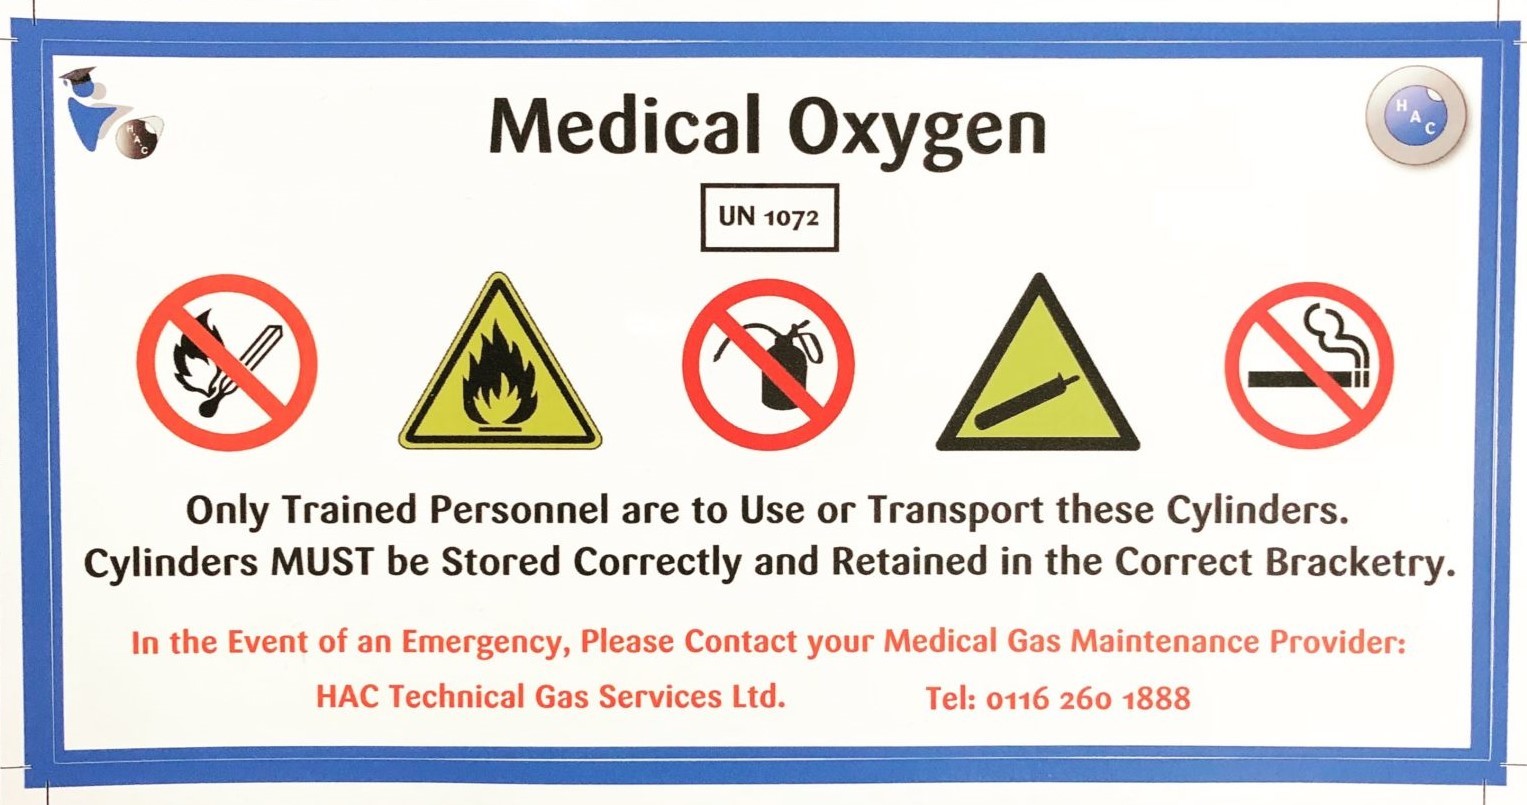 HAC
HAC
Medical Oxygen
UN 1072
Only Trained Personnel are to Use or Transport these Cylinders.
Cylinders MUST be Stored Correctly and Retained in the Correct Bracketry.
In the Event of an Emergency, Please Contact your Medical Gas Maintenance Provider:
HAC Technical Gas Services Ltd. Tel: 0116 260 1888